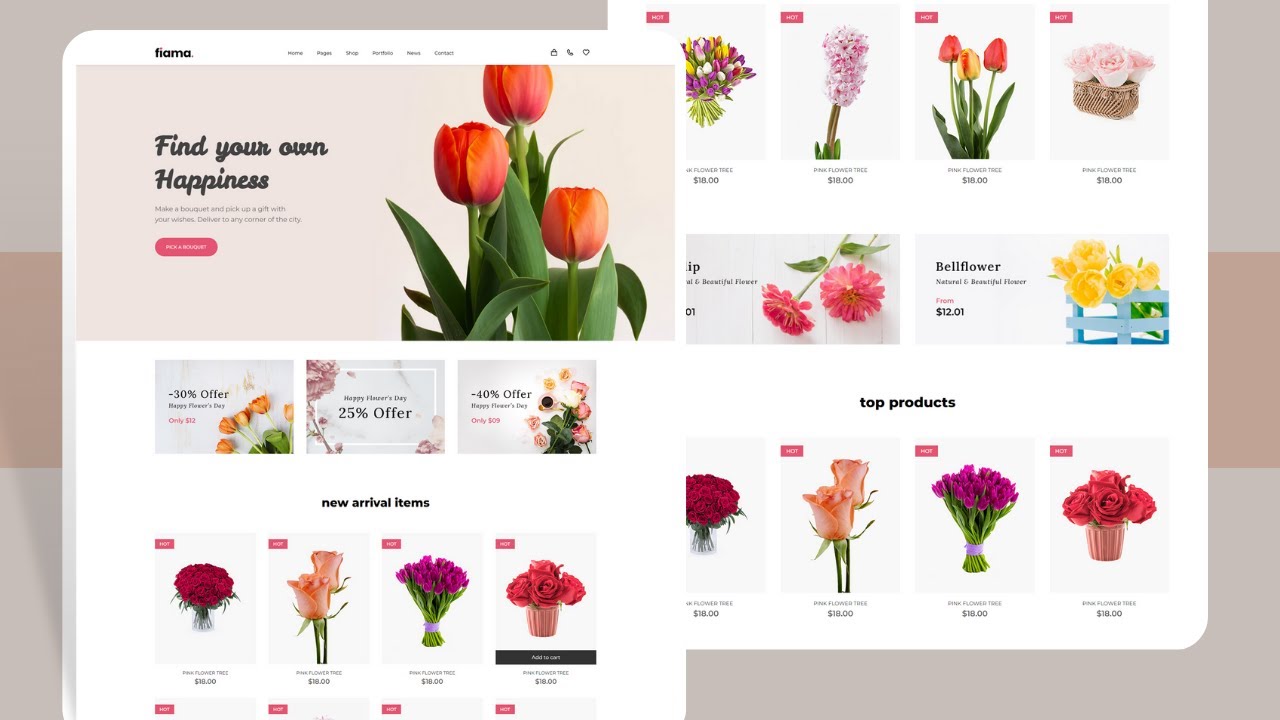 fiama.
Home Pages Shop Portfolio News Contact
Find your own
Happiness
Make a bouquet and pick up a gift with
your wishes. Deliver to any corner of the city.
PICK A BOUQUET
-30% Offer
Happy Flower's Day
Only $12
Happy Flower's Day
25% Offer
-40% Offer
Happy Flower's Day
Only $09
new arrival items
HOT HOT HOT HOT
Add to cart
PINK FLOWER TREE PINK FLOWER TREE PINK FLOWER TREE PINK FLOWER TREE
$18.00 $18.00 $18.00 $18.00
HOT HOT HOT HOT
HOT HOT HOT HOT
FLOWER TREE PINK FLOWER TREE PINK FLOWER TREE PINK FLOWER TREE
$18.00 $18.00 $18.00 $18.00
lip
& Beautiful Flower
01
Bellflower
Natural & Beautiful Flower
From
$12.01
top products
HOT HOT HOT
FLOWER TREE PINK FLOWER TREE PINK FLOWER TREE PINK FLOWER TREE
$18.00 $18.00 $18.00 $18.00